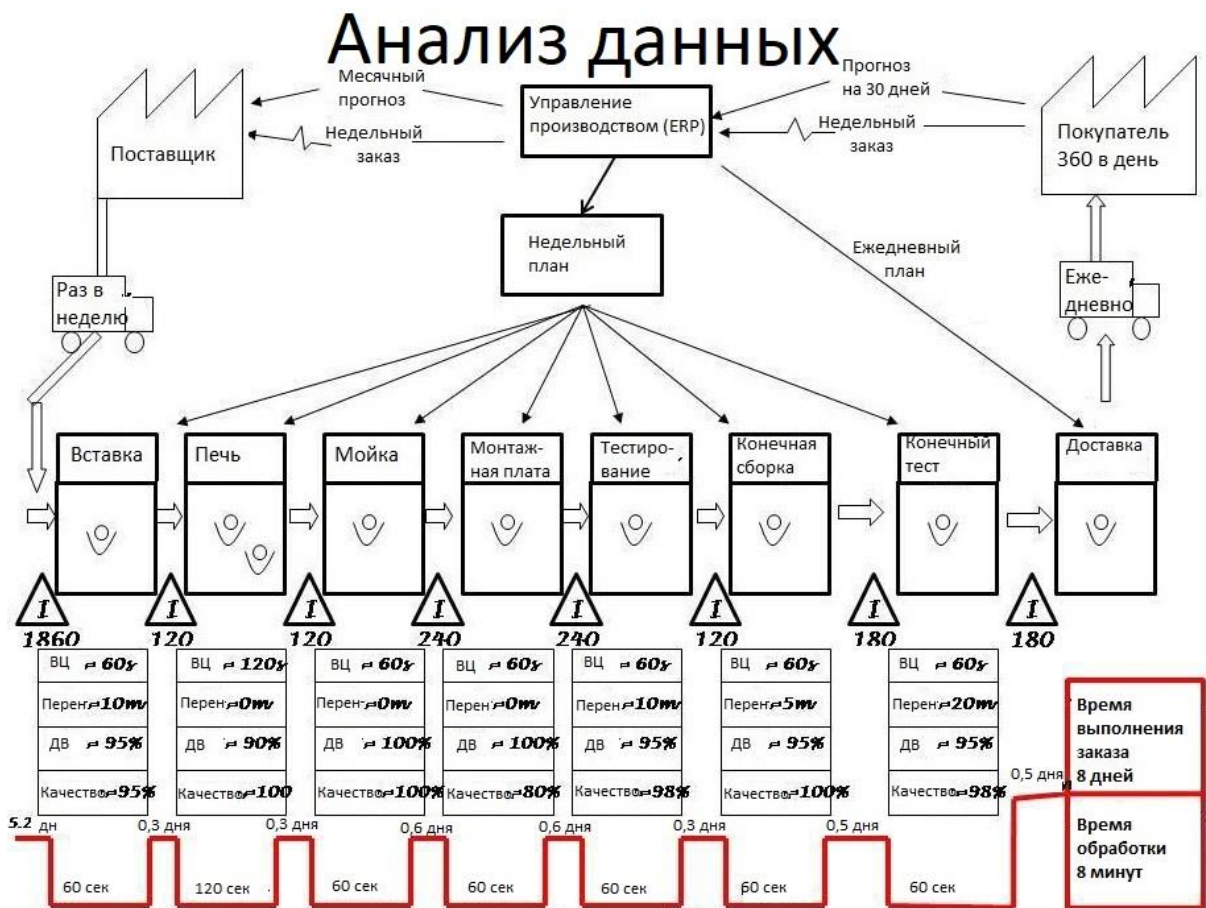 Анализ данных
Месячный
прогноз
Недельный
заказ
Управление
производством (ERP)
Прогноз
на 30 дней
Недельный
заказ
Поставщик
Покупатель
360 в день
Недельный
план
Ежедневный
план
Раз в
неделю
Еже-
дневно
Вставка
Печь
Мойка
Монтаж-
ная плата
Тестиро-
вание
Конечная
сборка
Конечный
тест
Доставка
I I I I I I I I
1860 120 120 240 240 120 180 180
ВЦ = 60s
Перен=10m
ДВ = 95%
Качество=95%
ВЦ = 120s
Перен=0m
ДВ = 90%
Качество=100
ВЦ = 60s
Перен-=0m
ДВ = 100%
Качество=100%
ВЦ = 60s
Перен=0m
ДВ = 100%
Качество=80%
ВЦ = 60s
Перен=10m
ДВ = 95%
Качество=98%
ВЦ = 60s
Перен=5m
ДВ = 95%
Качество=100%
ВЦ = 60s
Перен=20m
ДВ = 95%
Качество=98%
5.2 дн 0,3 дня 0,3 дня 0,6 дня 0,6 дня 0,3 дня 0,5 дня 0,5 дня
60 сек 120 сек 60 сек 60 сек 60 сек 60 сек 60 сек
Время
выполнения
заказа
8 дней
Время
обработки
8 минут